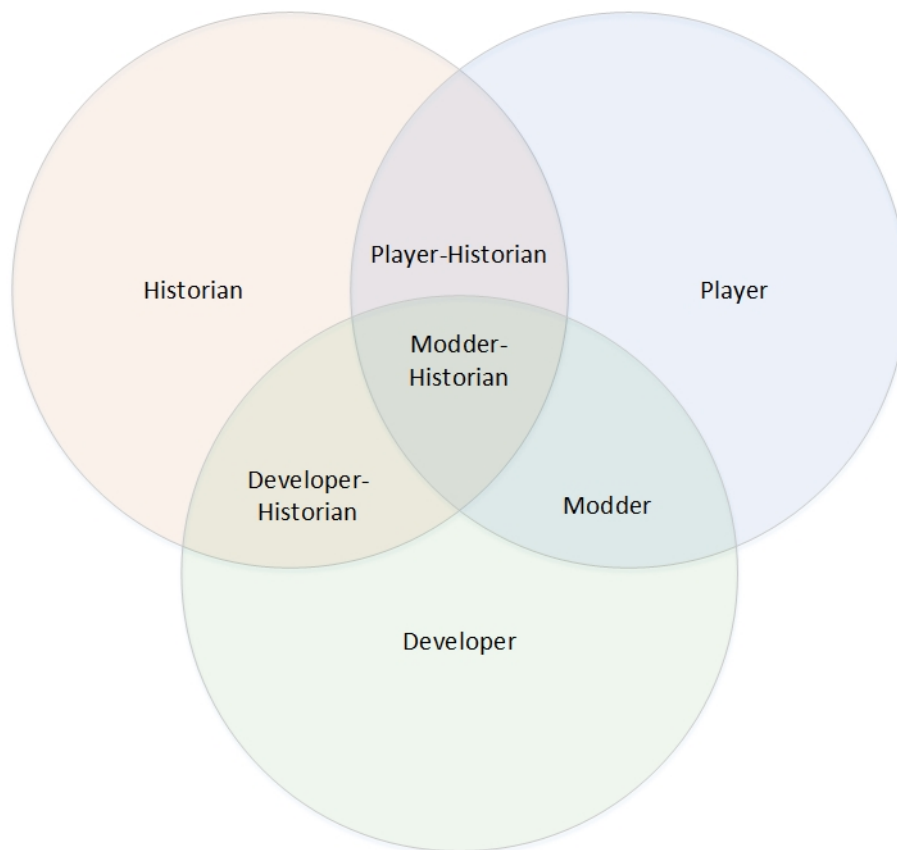 Player-Historian
Historian
Player
Modder-
Historian
Developer-
Historian
Modder
Developer